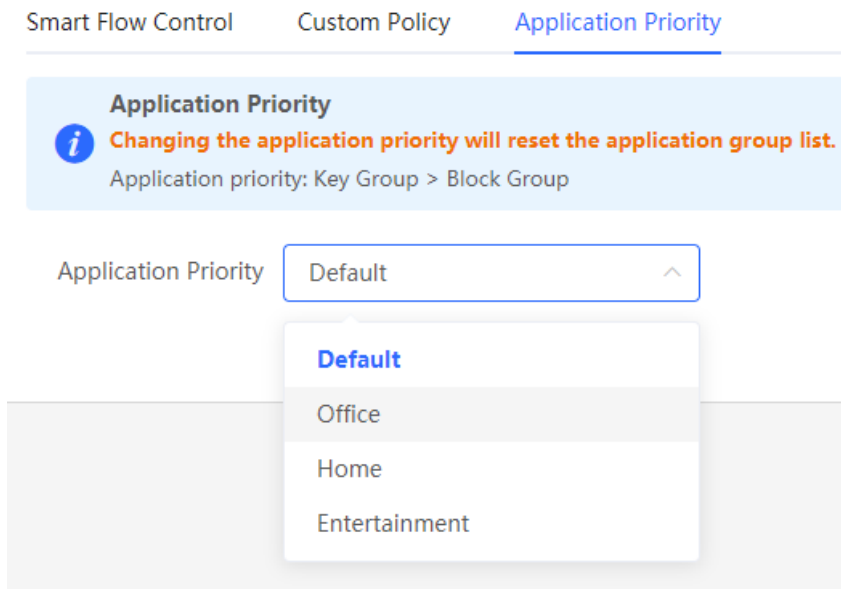 Smart Flow Control Custom Policy Application Priority
Application Priority
Changing the application priority will reset the application group list.
Application priority: Key Group > Block Group
Application Priority Default
Default
Office
Home
Entertainment